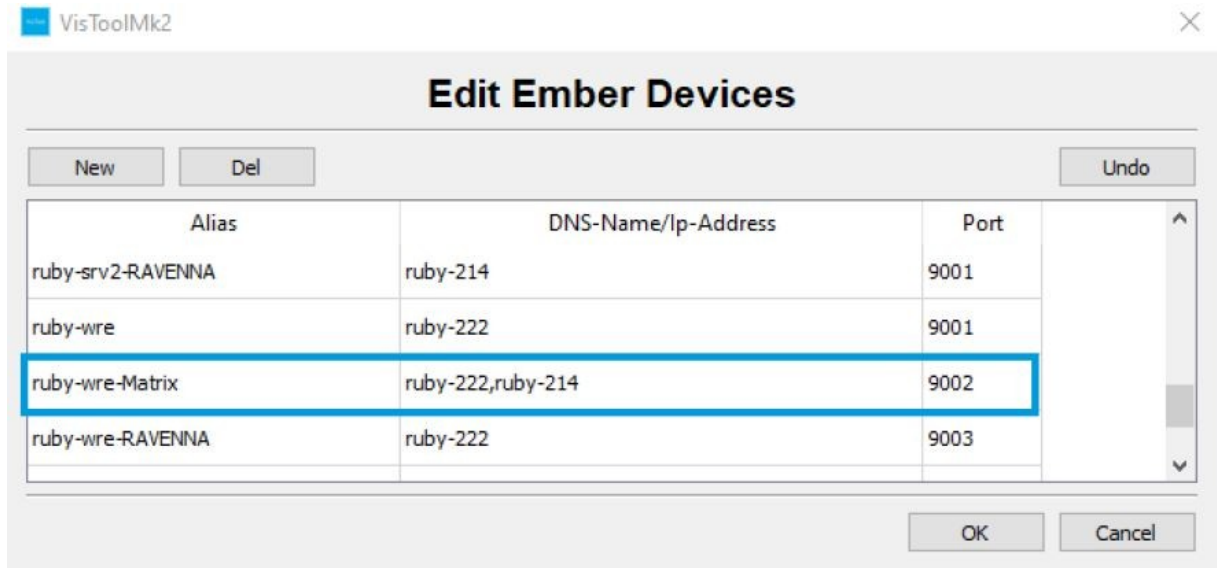 VisToolMk2
Edit Ember Devices
New Del Undo
Alias DNS-Name/Ip-Address Port
ruby-srv2-RAVENNA ruby-214 9001
ruby-wre ruby-222 9001
ruby-wre-Matrix ruby-222,ruby-214 9002
ruby-wre-RAVENNA ruby-222 9003
OK Cancel